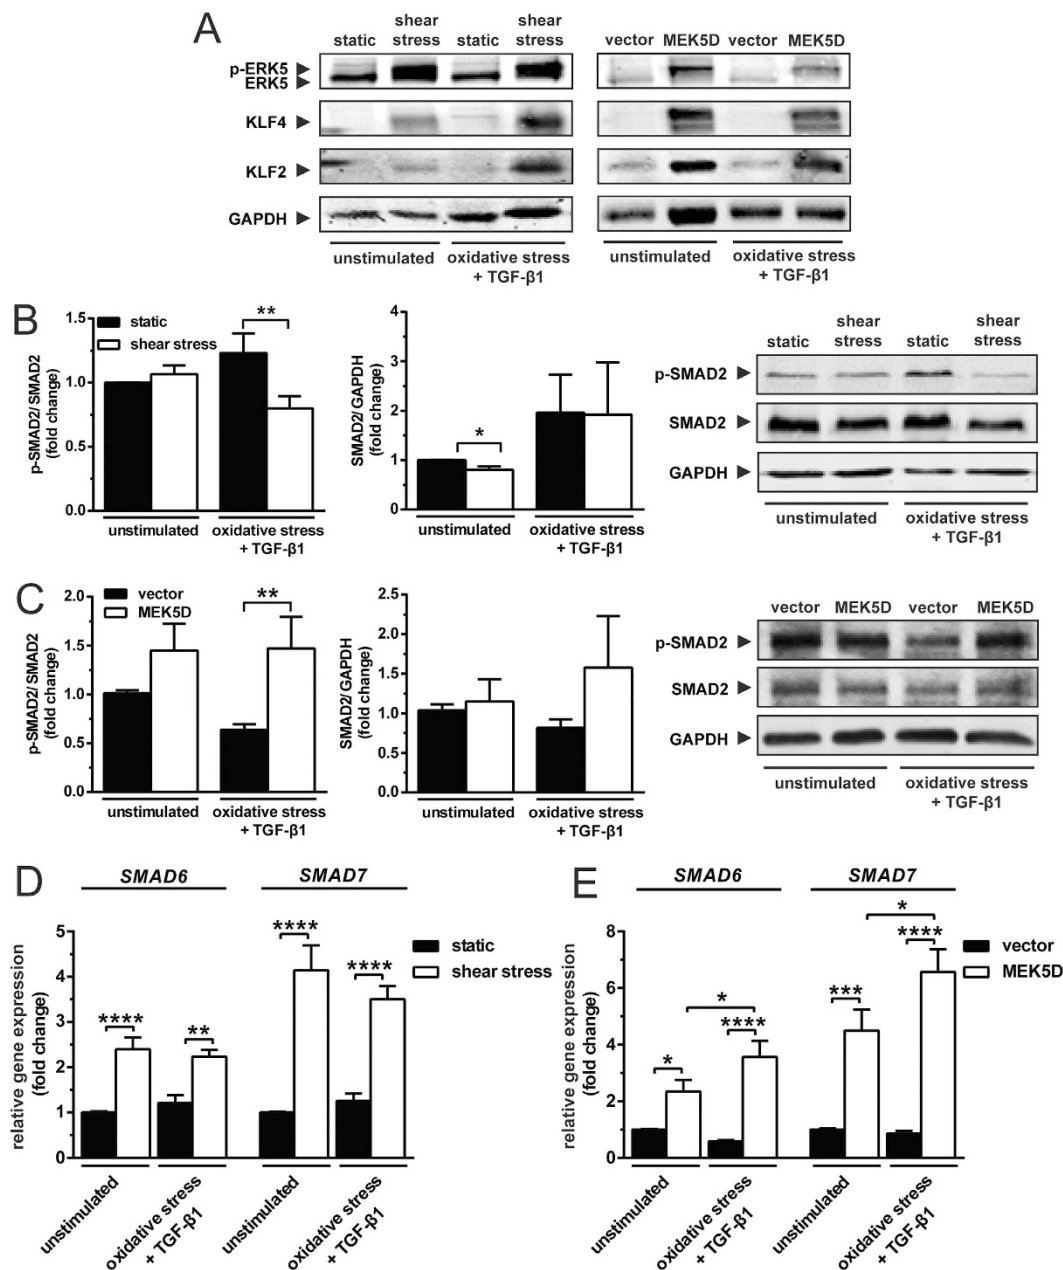 A
static shear stress static shear stress
vector MEK5D vector MEK5D
p-ERK5
ERK5
KLF4
KLF2
GAPDH
unstimulated oxidative stress + TGF-β1
unstimulated oxidative stress + TGF-β1
B
p-SMAD2/ SMAD2
(fold change)
1.5
1.0
0.5
0.0
static
shear stress
**
unstimulated oxidative stress + TGF-β1
SMAD2/ GAPDH
(fold change)
4
3
2
1
0
*
unstimulated oxidative stress + TGF-β1
static shear stress static shear stress
p-SMAD2
SMAD2
GAPDH
unstimulated oxidative stress + TGF-β1
C
p-SMAD2/ SMAD2
(fold change)
2.0
1.5
1.0
0.5
0.0
vector
MEK5D
**
unstimulated oxidative stress + TGF-β1
SMAD2/ GAPDH
(fold change)
2.5
2.0
1.5
1.0
0.5
0.0
unstimulated oxidative stress + TGF-β1
vector MEK5D vector MEK5D
p-SMAD2
SMAD2
GAPDH
unstimulated oxidative stress + TGF-β1
D
SMAD6 SMAD7
relative gene expression
(fold change)
5
4
3
2
1
0
**** ** **** ****
static
shear stress
unstimulated
oxidative stress + TGF-β1
unstimulated
oxidative stress + TGF-β1
E
SMAD6 SMAD7
relative gene expression
(fold change)
8
6
4
2
0
* **** * *** **** *
vector
MEK5D
unstimulated
oxidative stress + TGF-β1
unstimulated
oxidative stress + TGF-β1